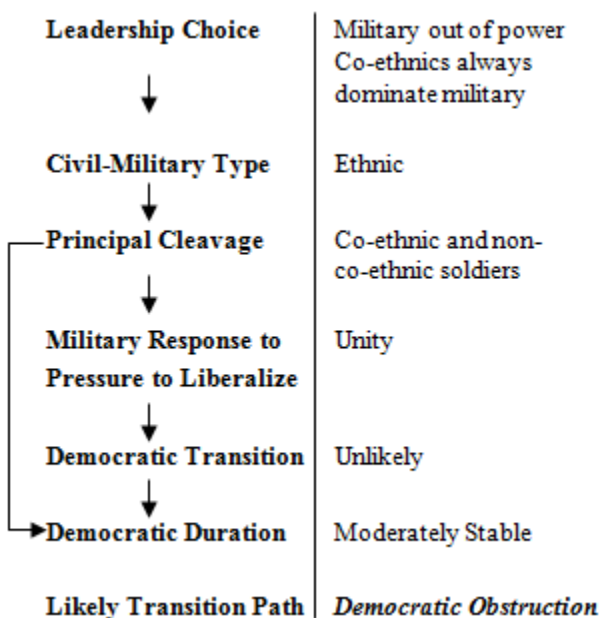 Leadership Choice
Military out of power
Co-ethnics always
dominate military
Civil-Military Type
Ethnic
Principal Cleavage
Co-ethnic and non-
co-ethnic soldiers
Military Response to
Pressure to Liberalize
Unity
Democratic Transition
Unlikely
Democratic Duration
Moderately Stable
Likely Transition Path
Democratic Obstruction